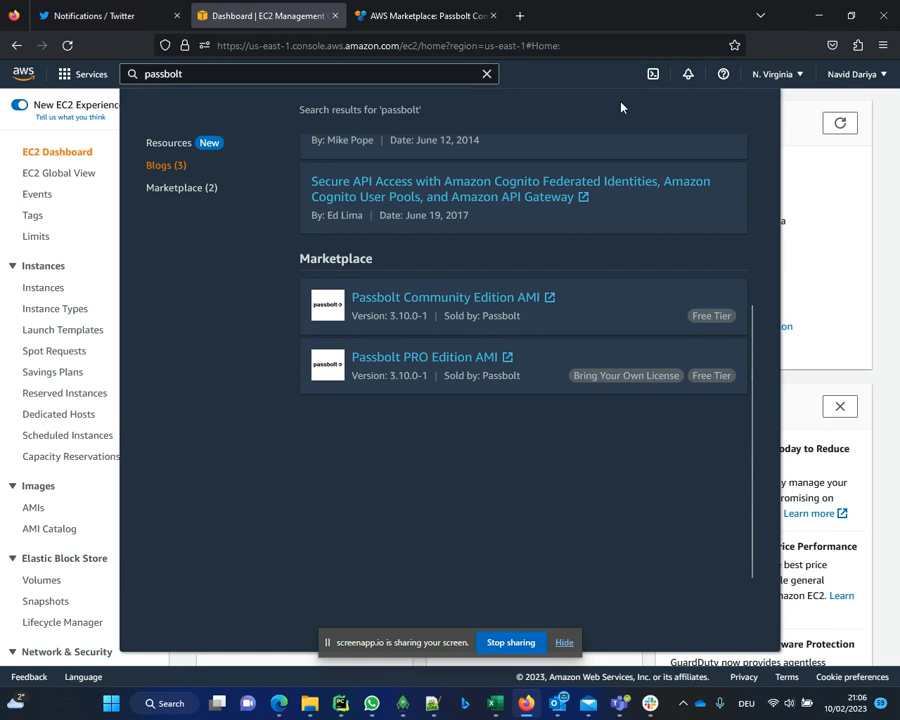 Notifications / Twitter
Dashboard | EC2 Management C
AWS Marketplace: Passbolt Con
https://us-east-1.console.aws.amazon.com/ec2/home?region=us-east-1#Home:
aws
Services
passbolt
N. Virginia
Navid Dariya
New EC2 Experience
Tell us what you think
EC2 Dashboard
EC2 Global View
Events
Tags
Limits
Instances
Instances
Instance Types
Launch Templates
Spot Requests
Savings Plans
Reserved Instances
Dedicated Hosts
Scheduled Instances
Capacity Reservations
Images
AMIs
AMI Catalog
Elastic Block Store
Volumes
Snapshots
Lifecycle Manager
Network & Security
Search results for 'passbolt'
Resources New
Blogs (3)
Marketplace (2)
By: Mike Pope | Date: June 12, 2014
Secure API Access with Amazon Cognito Federated Identities, Amazon
Cognito User Pools, and Amazon API Gateway
By: Ed Lima | Date: June 19, 2017
Marketplace
passbolt
Passbolt Community Edition AMI
Version: 3.10.0-1 | Sold by: Passbolt
Free Tier
passbolt
Passbolt PRO Edition AMI
Version: 3.10.0-1 | Sold by: Passbolt
Bring Your Own License
Free Tier
a
on
oday to Reduce
y manage your
promising on
Learn more
rice Performance
e best price
le general
mazon EC2. Learn
ware Protection
GuardDuty now provides agentless
screenapp.io is sharing your screen.
Stop sharing
Hide
Feedback
Language
© 2023, Amazon Web Services, Inc. or its affiliates.
Privacy
Terms
Cookie preferences
2°
Search
DEU
21:06
10/02/2023
59